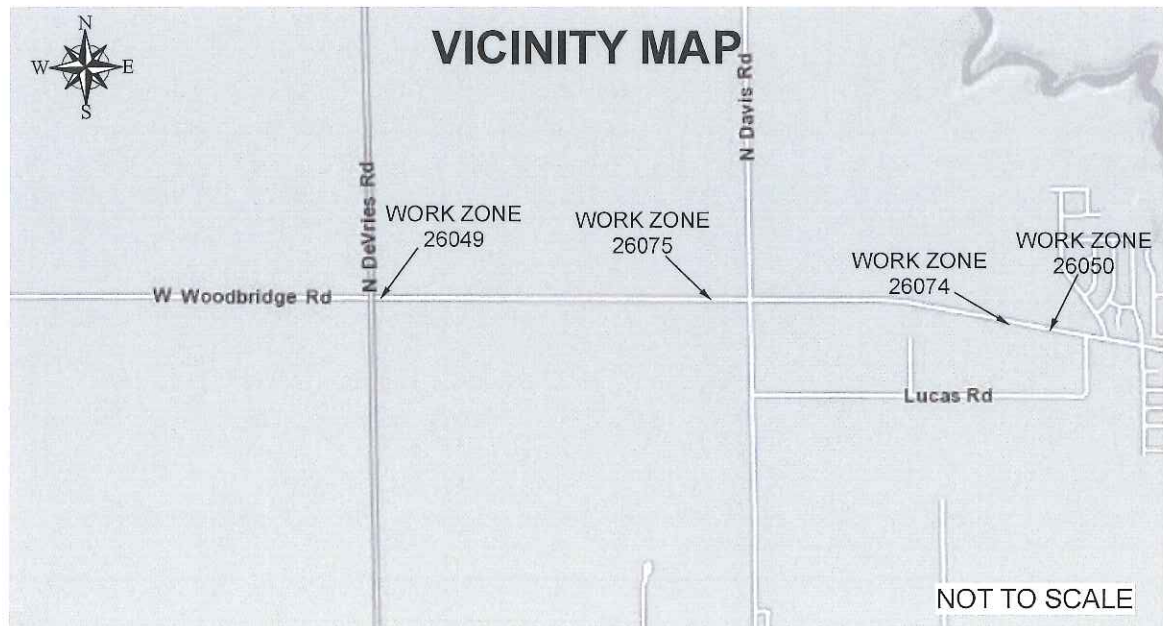 N
W E
S
VICINITY MAP
N Davis Rd
N DeVries Rd
WORK ZONE
26049
WORK ZONE
26075
WORK ZONE
26074
WORK ZONE
26050
W Woodbridge Rd
Lucas Rd
NOT TO SCALE